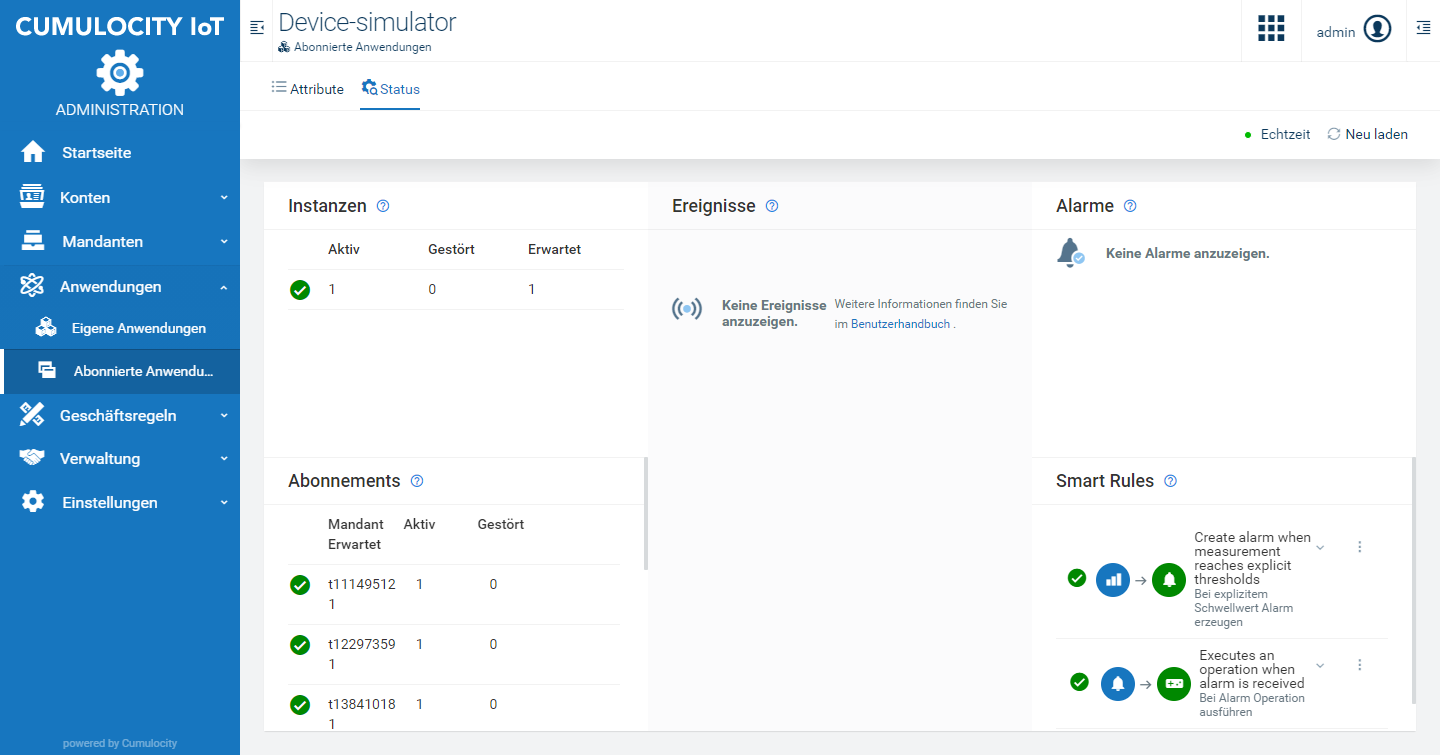 CUMULOCITY IoT
ADMINISTRATION
Startseite
Konten
Mandanten
Anwendungen
Eigene Anwendungen
Abonnierte Anwendu...
Geschäftsregeln
Verwaltung
Einstellungen
powered by Cumulocity
Device-simulator
Abonnierte Anwendungen
admin
Attribute
Status
Echtzeit
Neu laden
Instanzen
Aktiv Gestört Erwartet
1 0 1
Ereignisse
Keine Ereignisse
anzuzeigen.
Weitere Informationen finden Sie
im Benutzerhandbuch .
Alarme
Keine Alarme anzuzeigen.
Abonnements
Mandant Aktiv Gestört
Erwartet
t11149512 1 0
1
t12297359 1 0
1
t13841018 1 0
1
Smart Rules
Create alarm when
measurement
reaches explicit
thresholds
Bei explizitem
Schwellwert Alarm
erzeugen
Executes an
operation when
alarm is received
Bei Alarm Operation
ausführen